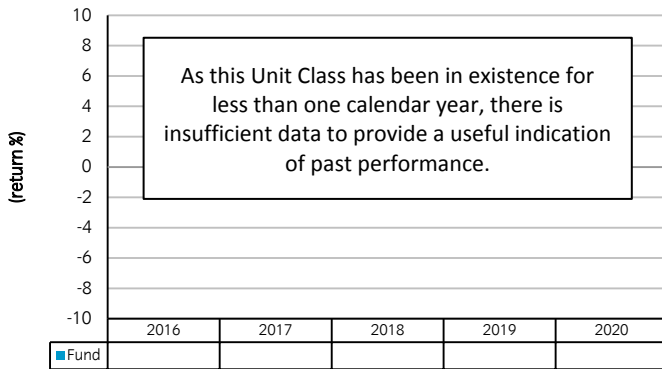 10
8
6
4
2
0
-2
-4
-6
-8
-10
(return %)
As this Unit Class has been in existence for
less than one calendar year, there is
insufficient data to provide a useful indication
of past performance.
2016 2017 2018 2019 2020
Fund